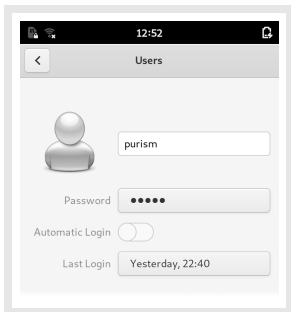 12:52
Users
purism
Password •••••
Automatic Login
Last Login Yesterday, 22:40